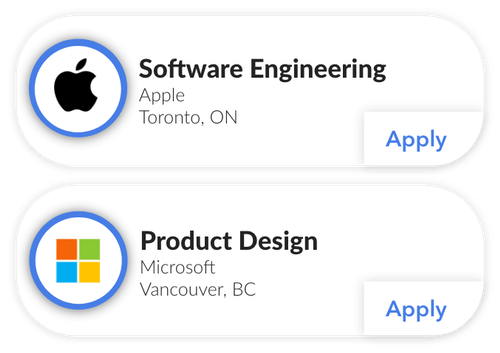 Software Engineering
Apple
Toronto, ON
Apply
Product Design
Microsoft
Vancouver, BC
Apply